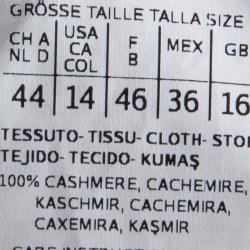 GRÖSSE TAILLE TALLA SIZE
CH A USA F MEX GB
NL D CA B
COL
44 14 46 36 16
TESSUTO- TISSU- CLOTH- STO
TEJIDO- TECIDO- KUMAŞ
100% CASHMERE, CACHEMIRE,
KASCHMIR, CACHEMIRA,
CAXEMIRA, KAŞMIR